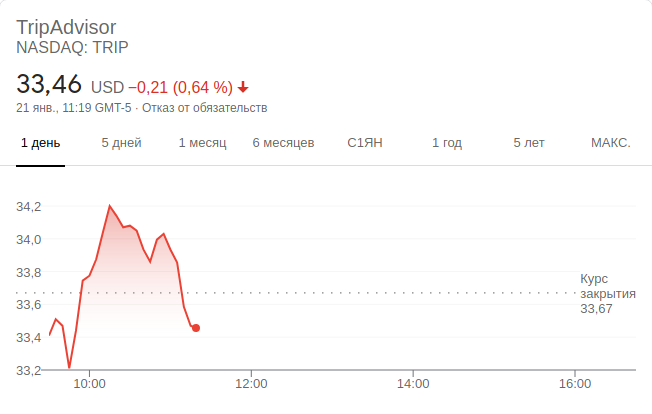 TripAdvisor
NASDAQ: TRIP
33,46 USD −0,21 (0,64 %)
21 янв., 11:19 GMT-5 · Отказ от обязательств
1 день 5 дней 1 месяц 6 месяцев С1ЯН 1 год 5 лет МАКС.
34,2
34,0
33,8
33,6
33,4
33,2
Курс
закрытия
33,67
10:00 12:00 14:00 16:00